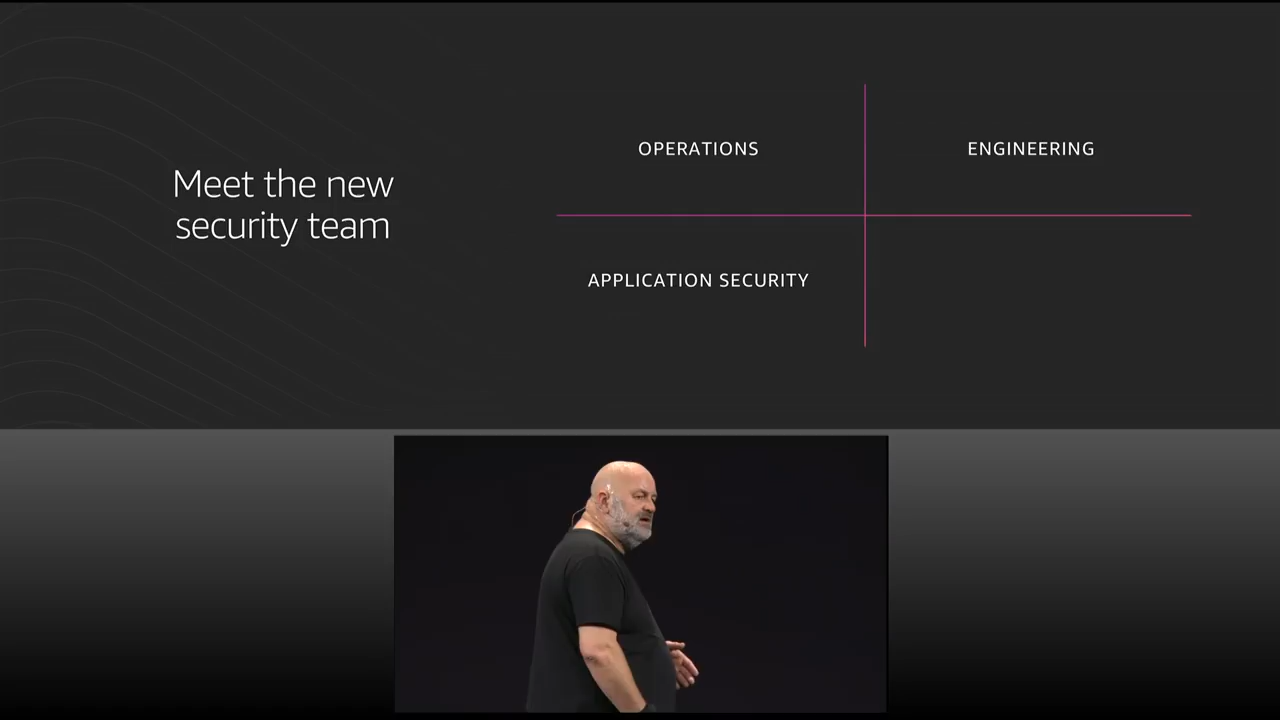 Meet the new
security team
OPERATIONS
ENGINEERING
APPLICATION SECURITY